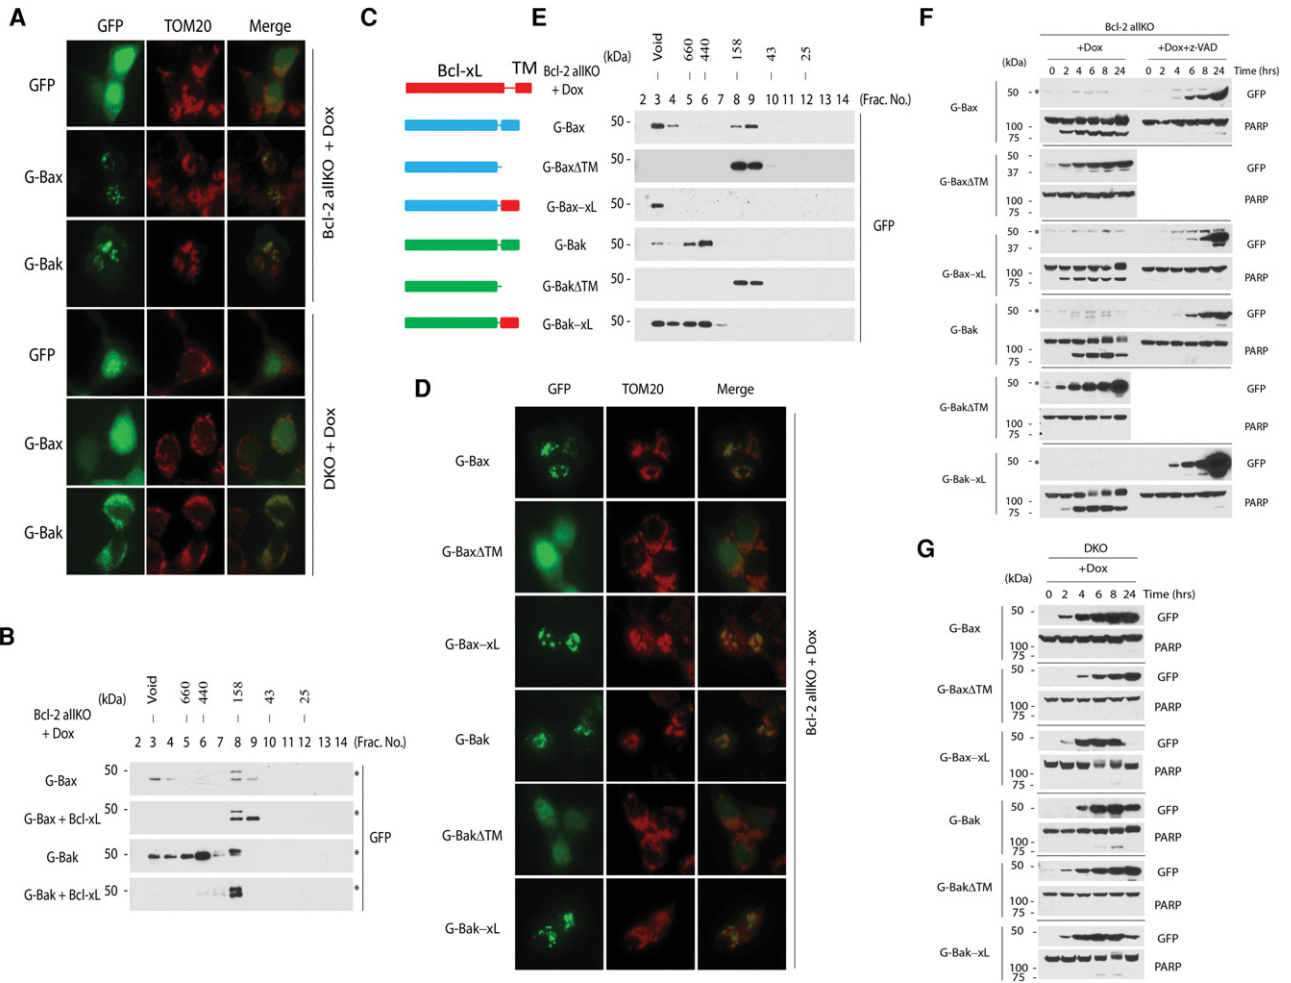 A
GFP TOM20 Merge
GFP
G-Bax
G-Bak
Bcl-2 allKO + Dox
GFP
G-Bax
G-Bak
DKO + Dox
B
(kDa) Void 660 440 158 43 25
Bcl-2 allKO
+ Dox
2 3 4 5 6 7 8 9 10 11 12 13 14 (Frac. No.)
G-Bax 50 - *
G-Bax + Bcl-xL 50 - *
G-Bak 50 - *
G-Bak + Bcl-xL 50 - *
GFP
C
Bcl-xL TM
E
(kDa) Void 660 440 158 43 25
Bcl-2 allKO
+ Dox
2 3 4 5 6 7 8 9 10 11 12 13 14 (Frac. No.)
G-Bax 50 -
G-BaxΔTM 50 -
G-Bax–xL 50 -
G-Bak 50 -
G-BakΔTM 50 -
G-Bak–xL 50 -
GFP
D
GFP TOM20 Merge
G-Bax
G-BaxΔTM
G-Bax–xL
G-Bak
G-BakΔTM
G-Bak–xL
Bcl-2 allKO + Dox
F
Bcl-2 allKO
+Dox +Dox+z-VAD
(kDa)
0 2 4 6 8 24 0 2 4 6 8 24 Time (hrs)
G-Bax
50 - * GFP
100 - PARP
75 -
G-BaxΔTM
50 - GFP
37 -
100 - PARP
75 -
G-Bax–xL
50 - * GFP
37 -
100 - PARP
75 -
G-Bak
50 - * GFP
100 - PARP
75 -
G-BakΔTM
50 - * GFP
100 - PARP
75 -
G-Bak–xL
50 - * GFP
100 - PARP
75 -
G
DKO
+Dox
(kDa)
0 2 4 6 8 24 Time (hrs)
G-Bax
50 - GFP
100 - PARP
75 -
G-BaxΔTM
50 - GFP
100 - PARP
75 -
G-Bax–xL
50 - GFP
100 - PARP
75 -
G-Bak
50 - GFP
100 - PARP
75 -
G-BakΔTM
50 - GFP
100 - PARP
75 -
G-Bak–xL
50 - GFP
100 - PARP
75 -